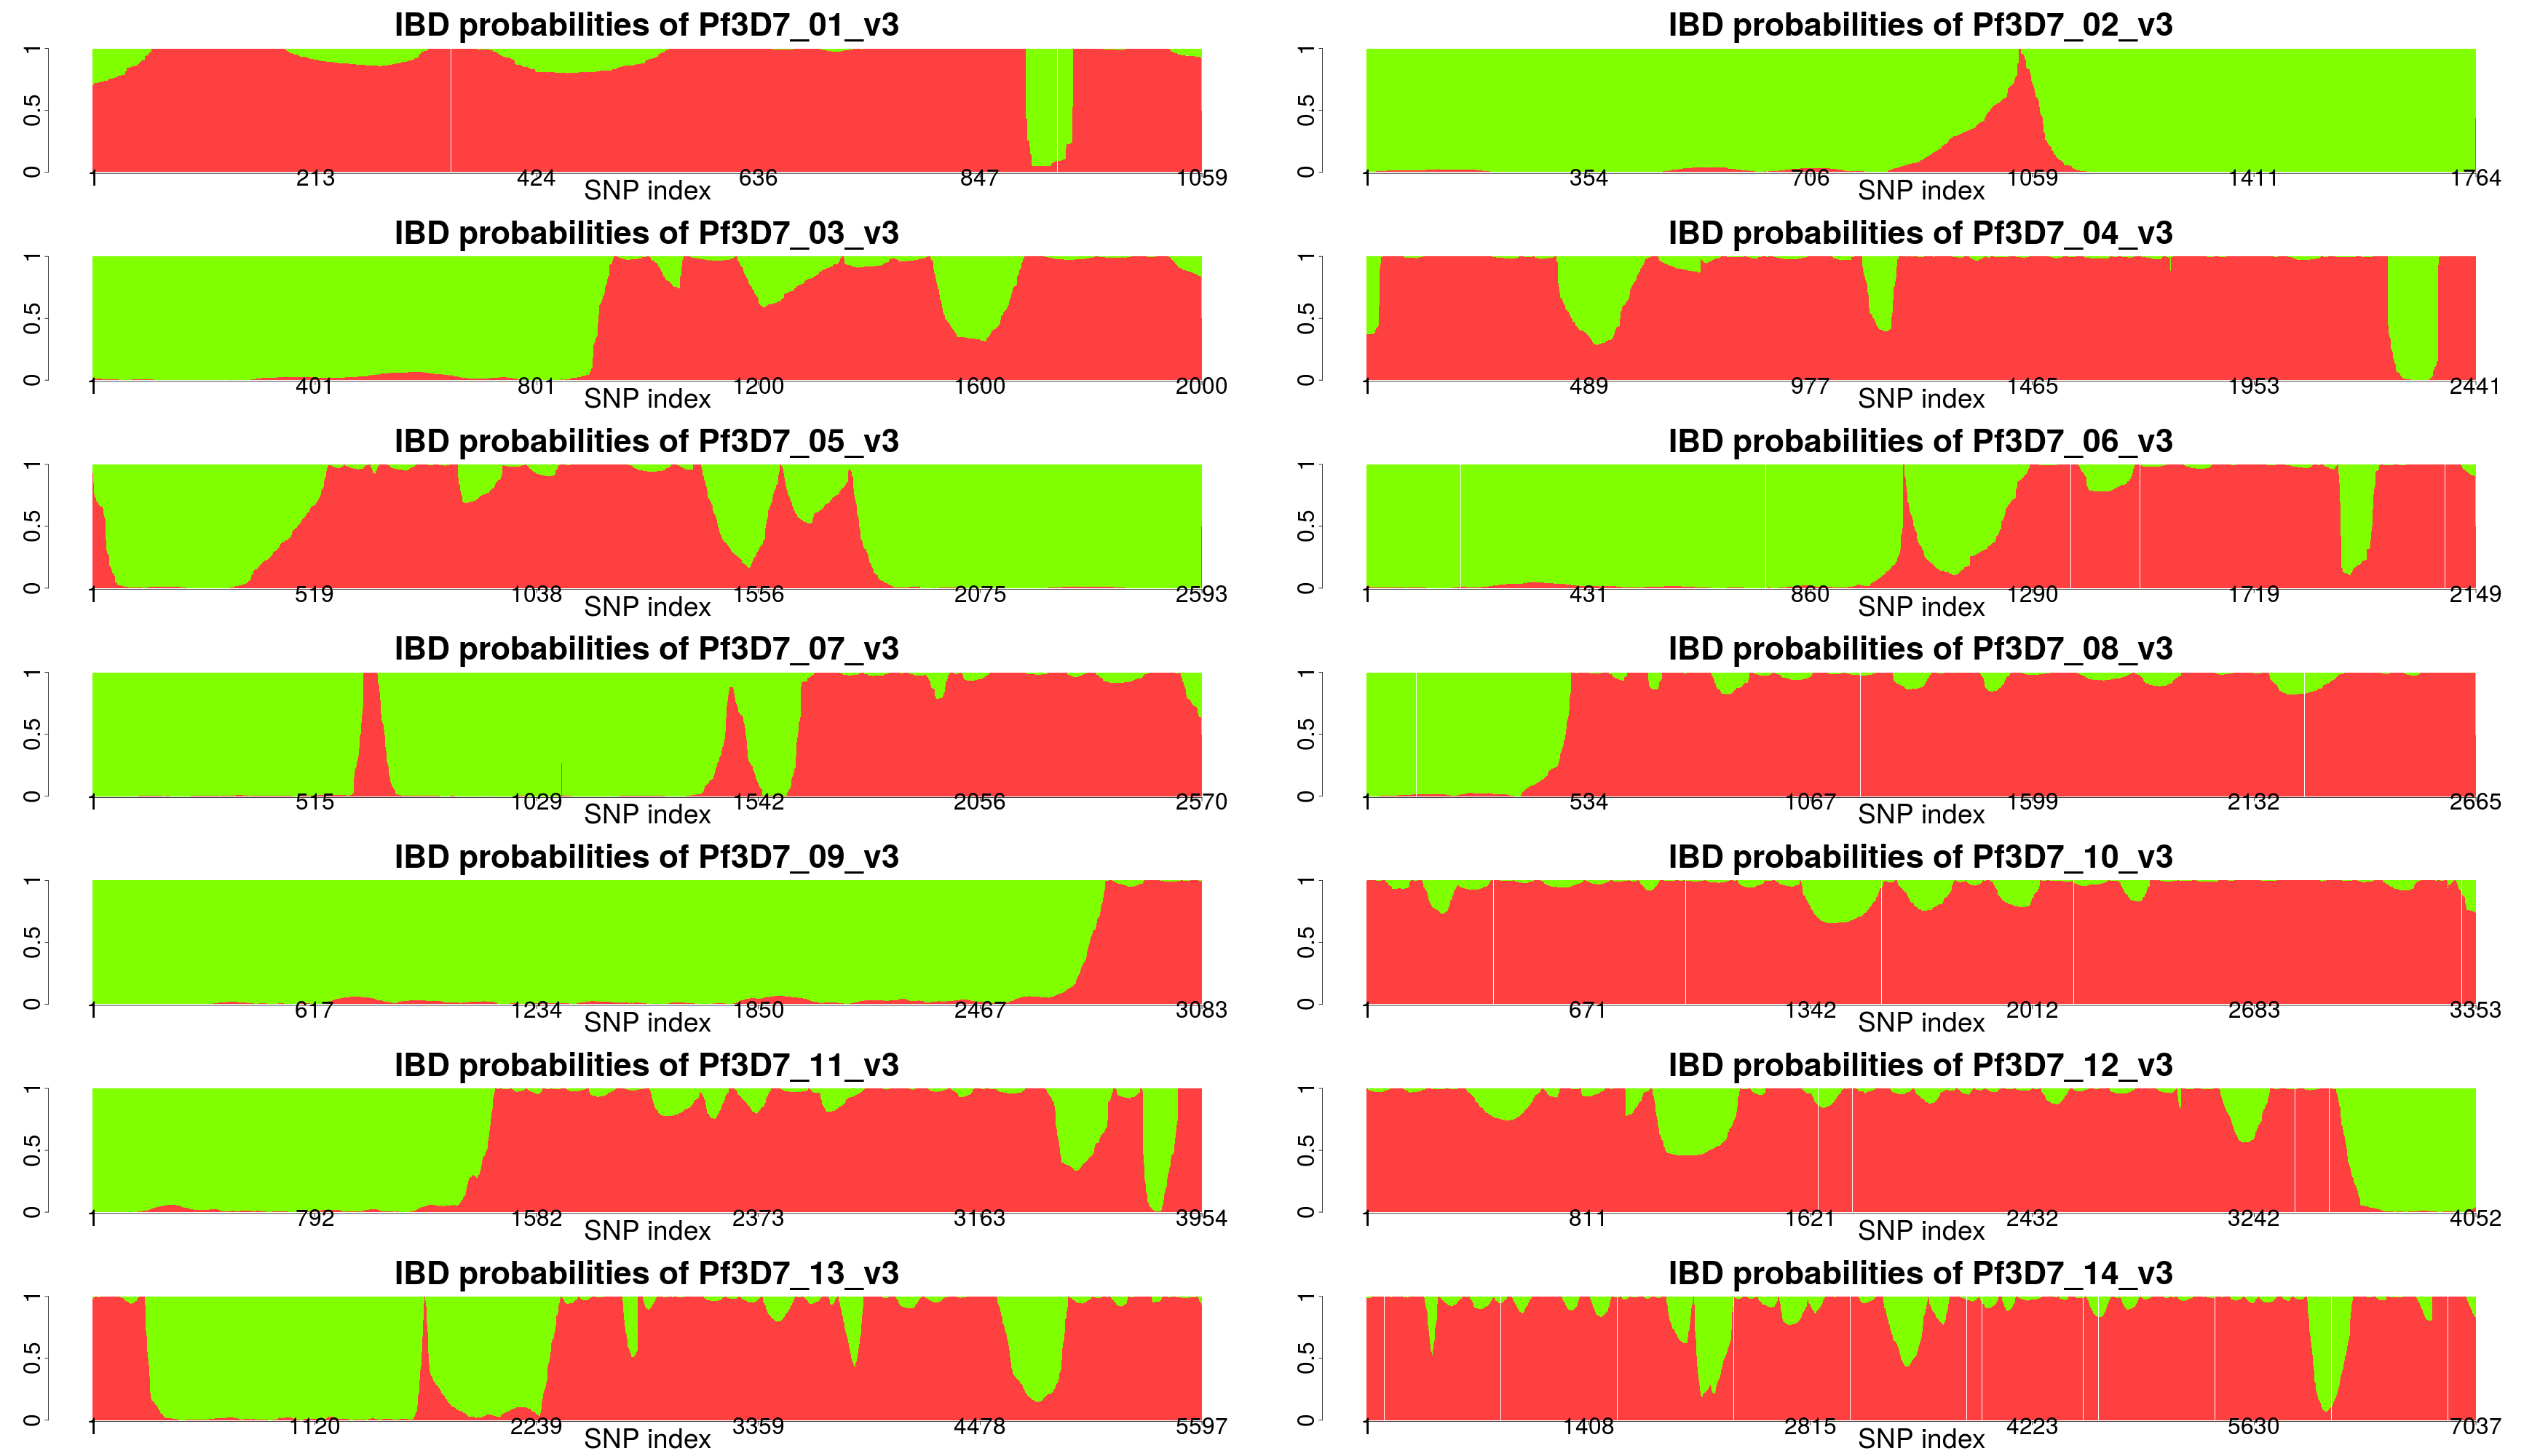 IBD probabilities of Pf3D7_01_v3
0 0.5 1
1 213 424 636 847 1059
SNP index
IBD probabilities of Pf3D7_02_v3
0 0.5 1
1 354 706 1059 1411 1764
SNP index
IBD probabilities of Pf3D7_03_v3
0 0.5 1
1 401 801 1200 1600 2000
SNP index
IBD probabilities of Pf3D7_04_v3
0 0.5 1
1 489 977 1465 1953 2441
SNP index
IBD probabilities of Pf3D7_05_v3
0 0.5 1
1 519 1038 1556 2075 2593
SNP index
IBD probabilities of Pf3D7_06_v3
0 0.5 1
1 431 860 1290 1719 2149
SNP index
IBD probabilities of Pf3D7_07_v3
0 0.5 1
1 515 1029 1542 2056 2570
SNP index
IBD probabilities of Pf3D7_08_v3
0 0.5 1
1 534 1067 1599 2132 2665
SNP index
IBD probabilities of Pf3D7_09_v3
0 0.5 1
1 617 1234 1850 2467 3083
SNP index
IBD probabilities of Pf3D7_10_v3
0 0.5 1
1 671 1342 2012 2683 3353
SNP index
IBD probabilities of Pf3D7_11_v3
0 0.5 1
1 792 1582 2373 3163 3954
SNP index
IBD probabilities of Pf3D7_12_v3
0 0.5 1
1 811 1621 2432 3242 4052
SNP index
IBD probabilities of Pf3D7_13_v3
0 0.5 1
1 1120 2239 3359 4478 5597
SNP index
IBD probabilities of Pf3D7_14_v3
0 0.5 1
1 1408 2815 4223 5630 7037
SNP index